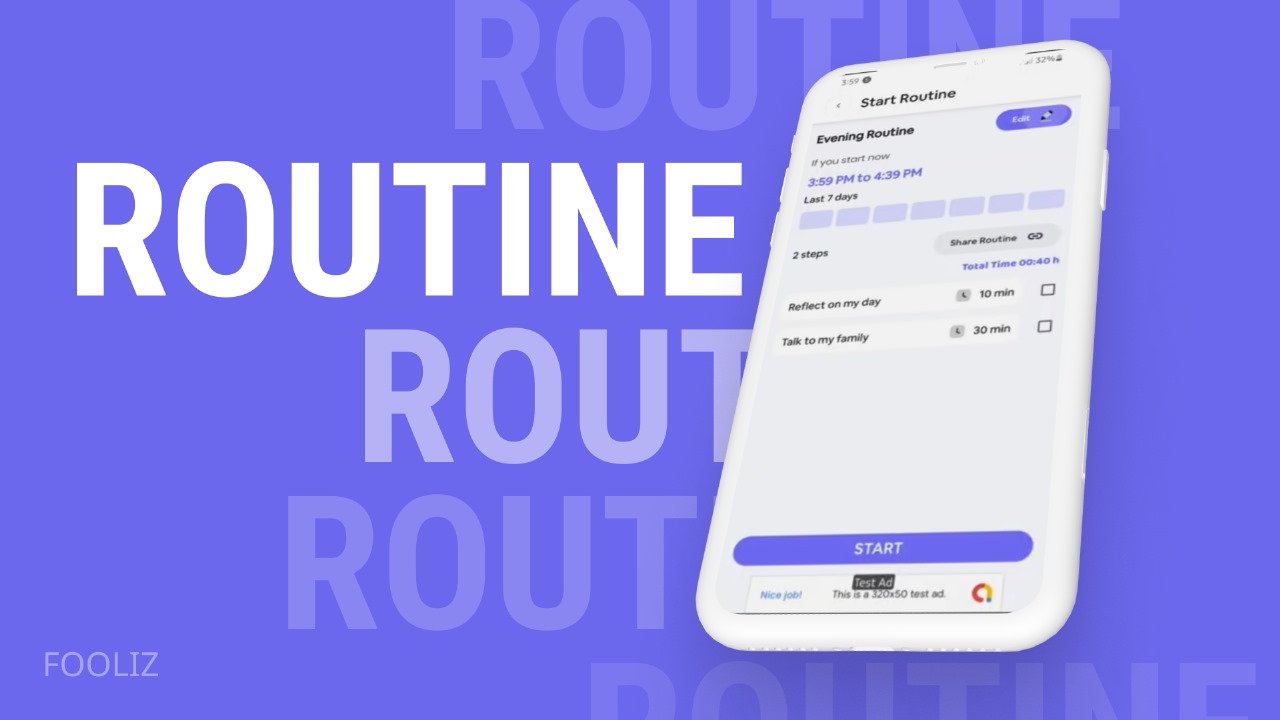 ROUTINE
ROUTINE
ROUT
ROUT
ROUTINE
FOOLIZ
3:59
32%
Start Routine
Evening Routine
Edit
If you start now
3:59 PM to 4:39 PM
Last 7 days
2 steps
Share Routine
Total Time 00:40 h
Reflect on my day
10 min
Talk to my family
30 min
START
Test Ad
Nice job!
This is a 320x50 test ad.